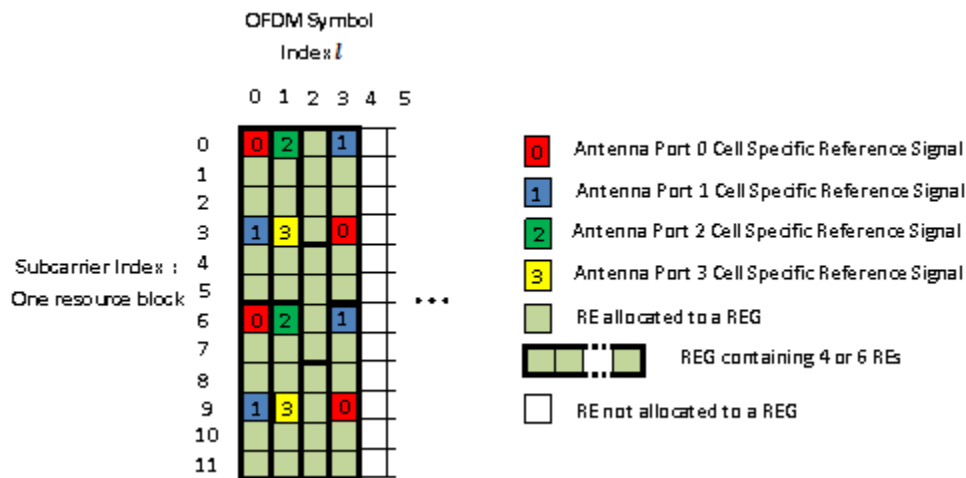 OFDM Symbol
Index l
0 1 2 3 4 5
0 0 2 1
1
2
3 1 3 0
Subcarrier Index :
One resource block
4
5
...
6 0 2 1
7
8
9 1 3 0
10
11
0 Antenna Port 0 Cell Specific Reference Signal
1 Antenna Port 1 Cell Specific Reference Signal
2 Antenna Port 2 Cell Specific Reference Signal
3 Antenna Port 3 Cell Specific Reference Signal
RE allocated to a REG
REG containing 4 or 6 REs
RE not allocated to a REG